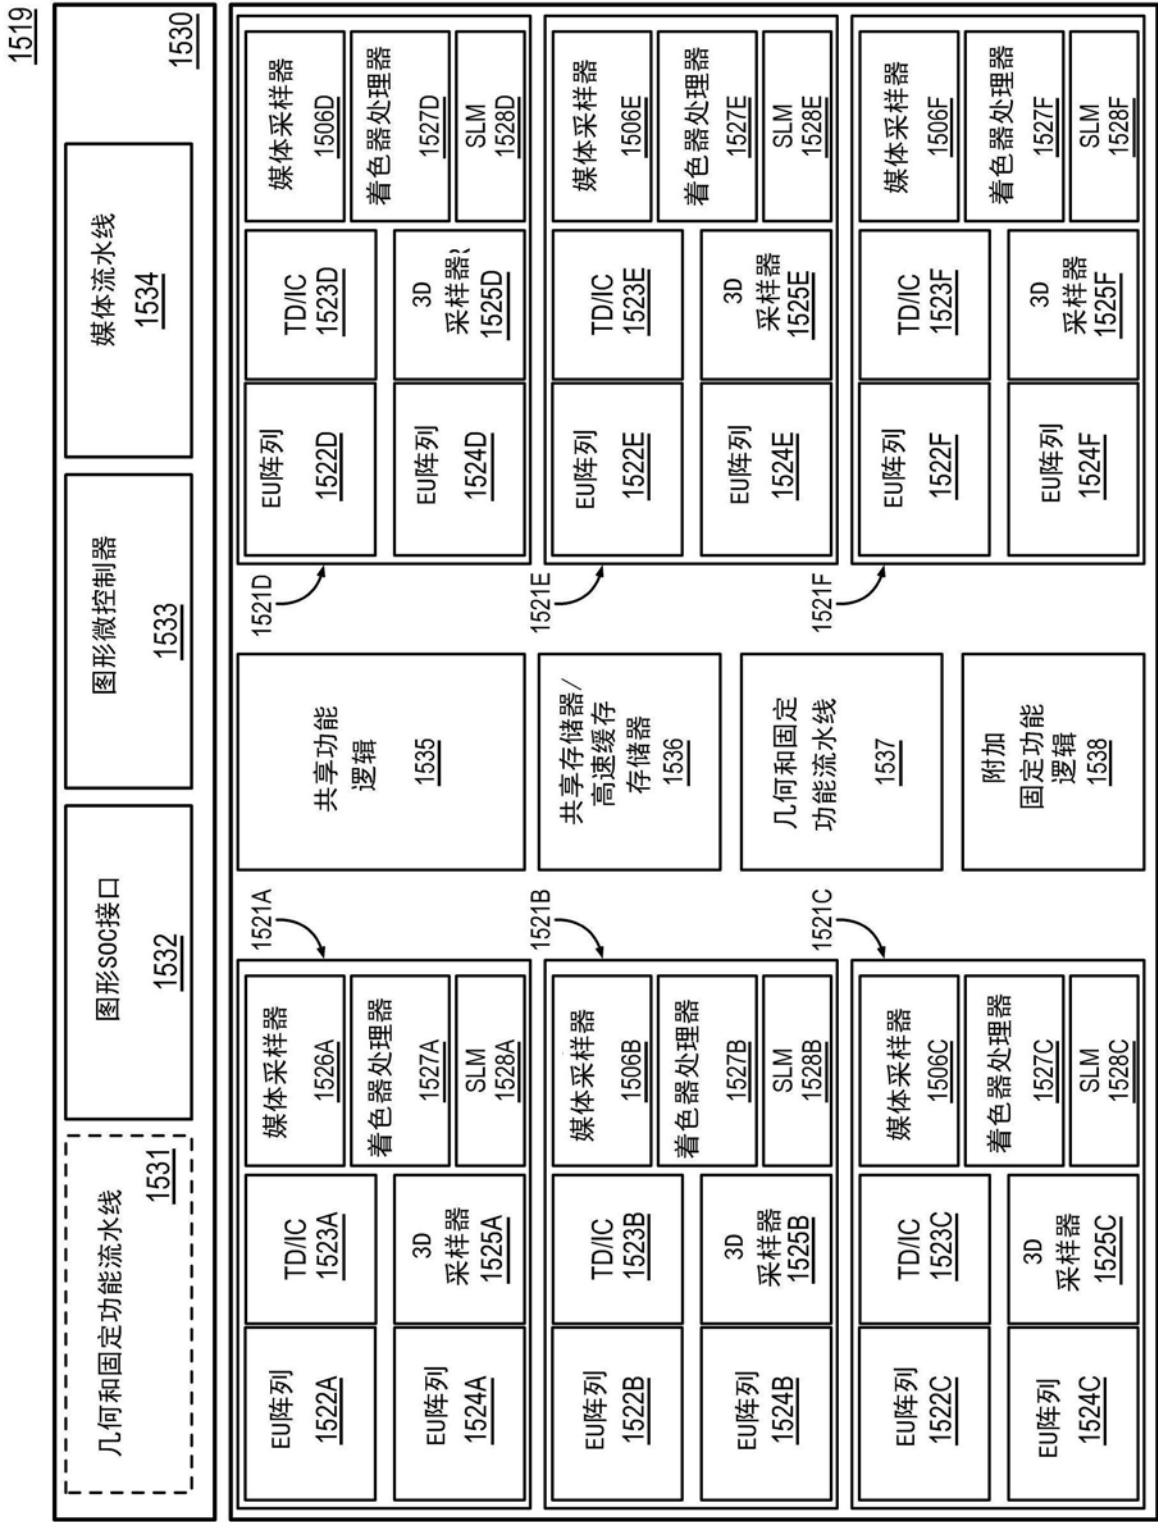 1519
1530
几何和固定功能流水线
1531
图形SOC接口
1532
图形微控制器
1533
媒体流水线
1534
1521A
EU阵列
1522A
TD/IC
1523A
媒体采样器
1526A
着色器处理器
1527A
EU阵列
1524A
3D
采样器
1525A
SLM
1528A
1521B
EU阵列
1522B
TD/IC
1523B
媒体采样器
1506B
着色器处理器
1527B
EU阵列
1524B
3D
采样器
1525B
SLM
1528B
1521C
EU阵列
1522C
TD/IC
1523C
媒体采样器
1506C
着色器处理器
1527C
EU阵列
1524C
3D
采样器
1525C
SLM
1528C
共享功能
逻辑
1535
共享存储器/
高速缓存
存储器
1536
几何和固定
功能流水线
1537
附加
固定功能
逻辑
1538
1521D
EU阵列
1522D
TD/IC
1523D
媒体采样器
1506D
着色器处理器
1527D
EU阵列
1524D
3D
采样器
1525D
SLM
1528D
1521E
EU阵列
1522E
TD/IC
1523E
媒体采样器
1506E
着色器处理器
1527E
EU阵列
1524E
3D
采样器
1525E
SLM
1528E
1521F
EU阵列
1522F
TD/IC
1523F
媒体采样器
1506F
着色器处理器
1527F
EU阵列
1524F
3D
采样器
1525F
SLM
1528F